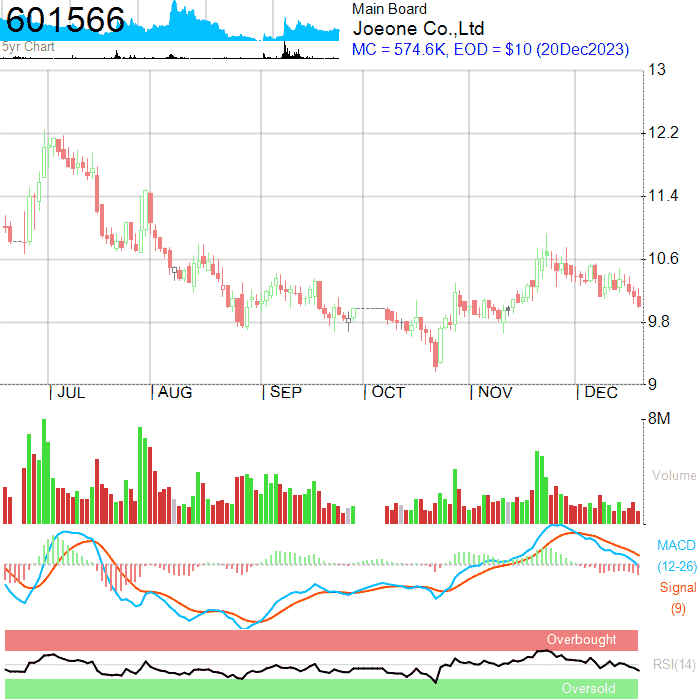 601566
5yr Chart
Main Board
Joeone Co.,Ltd
MC = 574.6K, EOD = $10 (20Dec2023)
13
12.2
11.4
10.6
9.8
9
JUL AUG SEP OCT NOV DEC
8M
Volume
MACD
(12-26)
Signal
(9)
Overbought
RSI(14)
Oversold